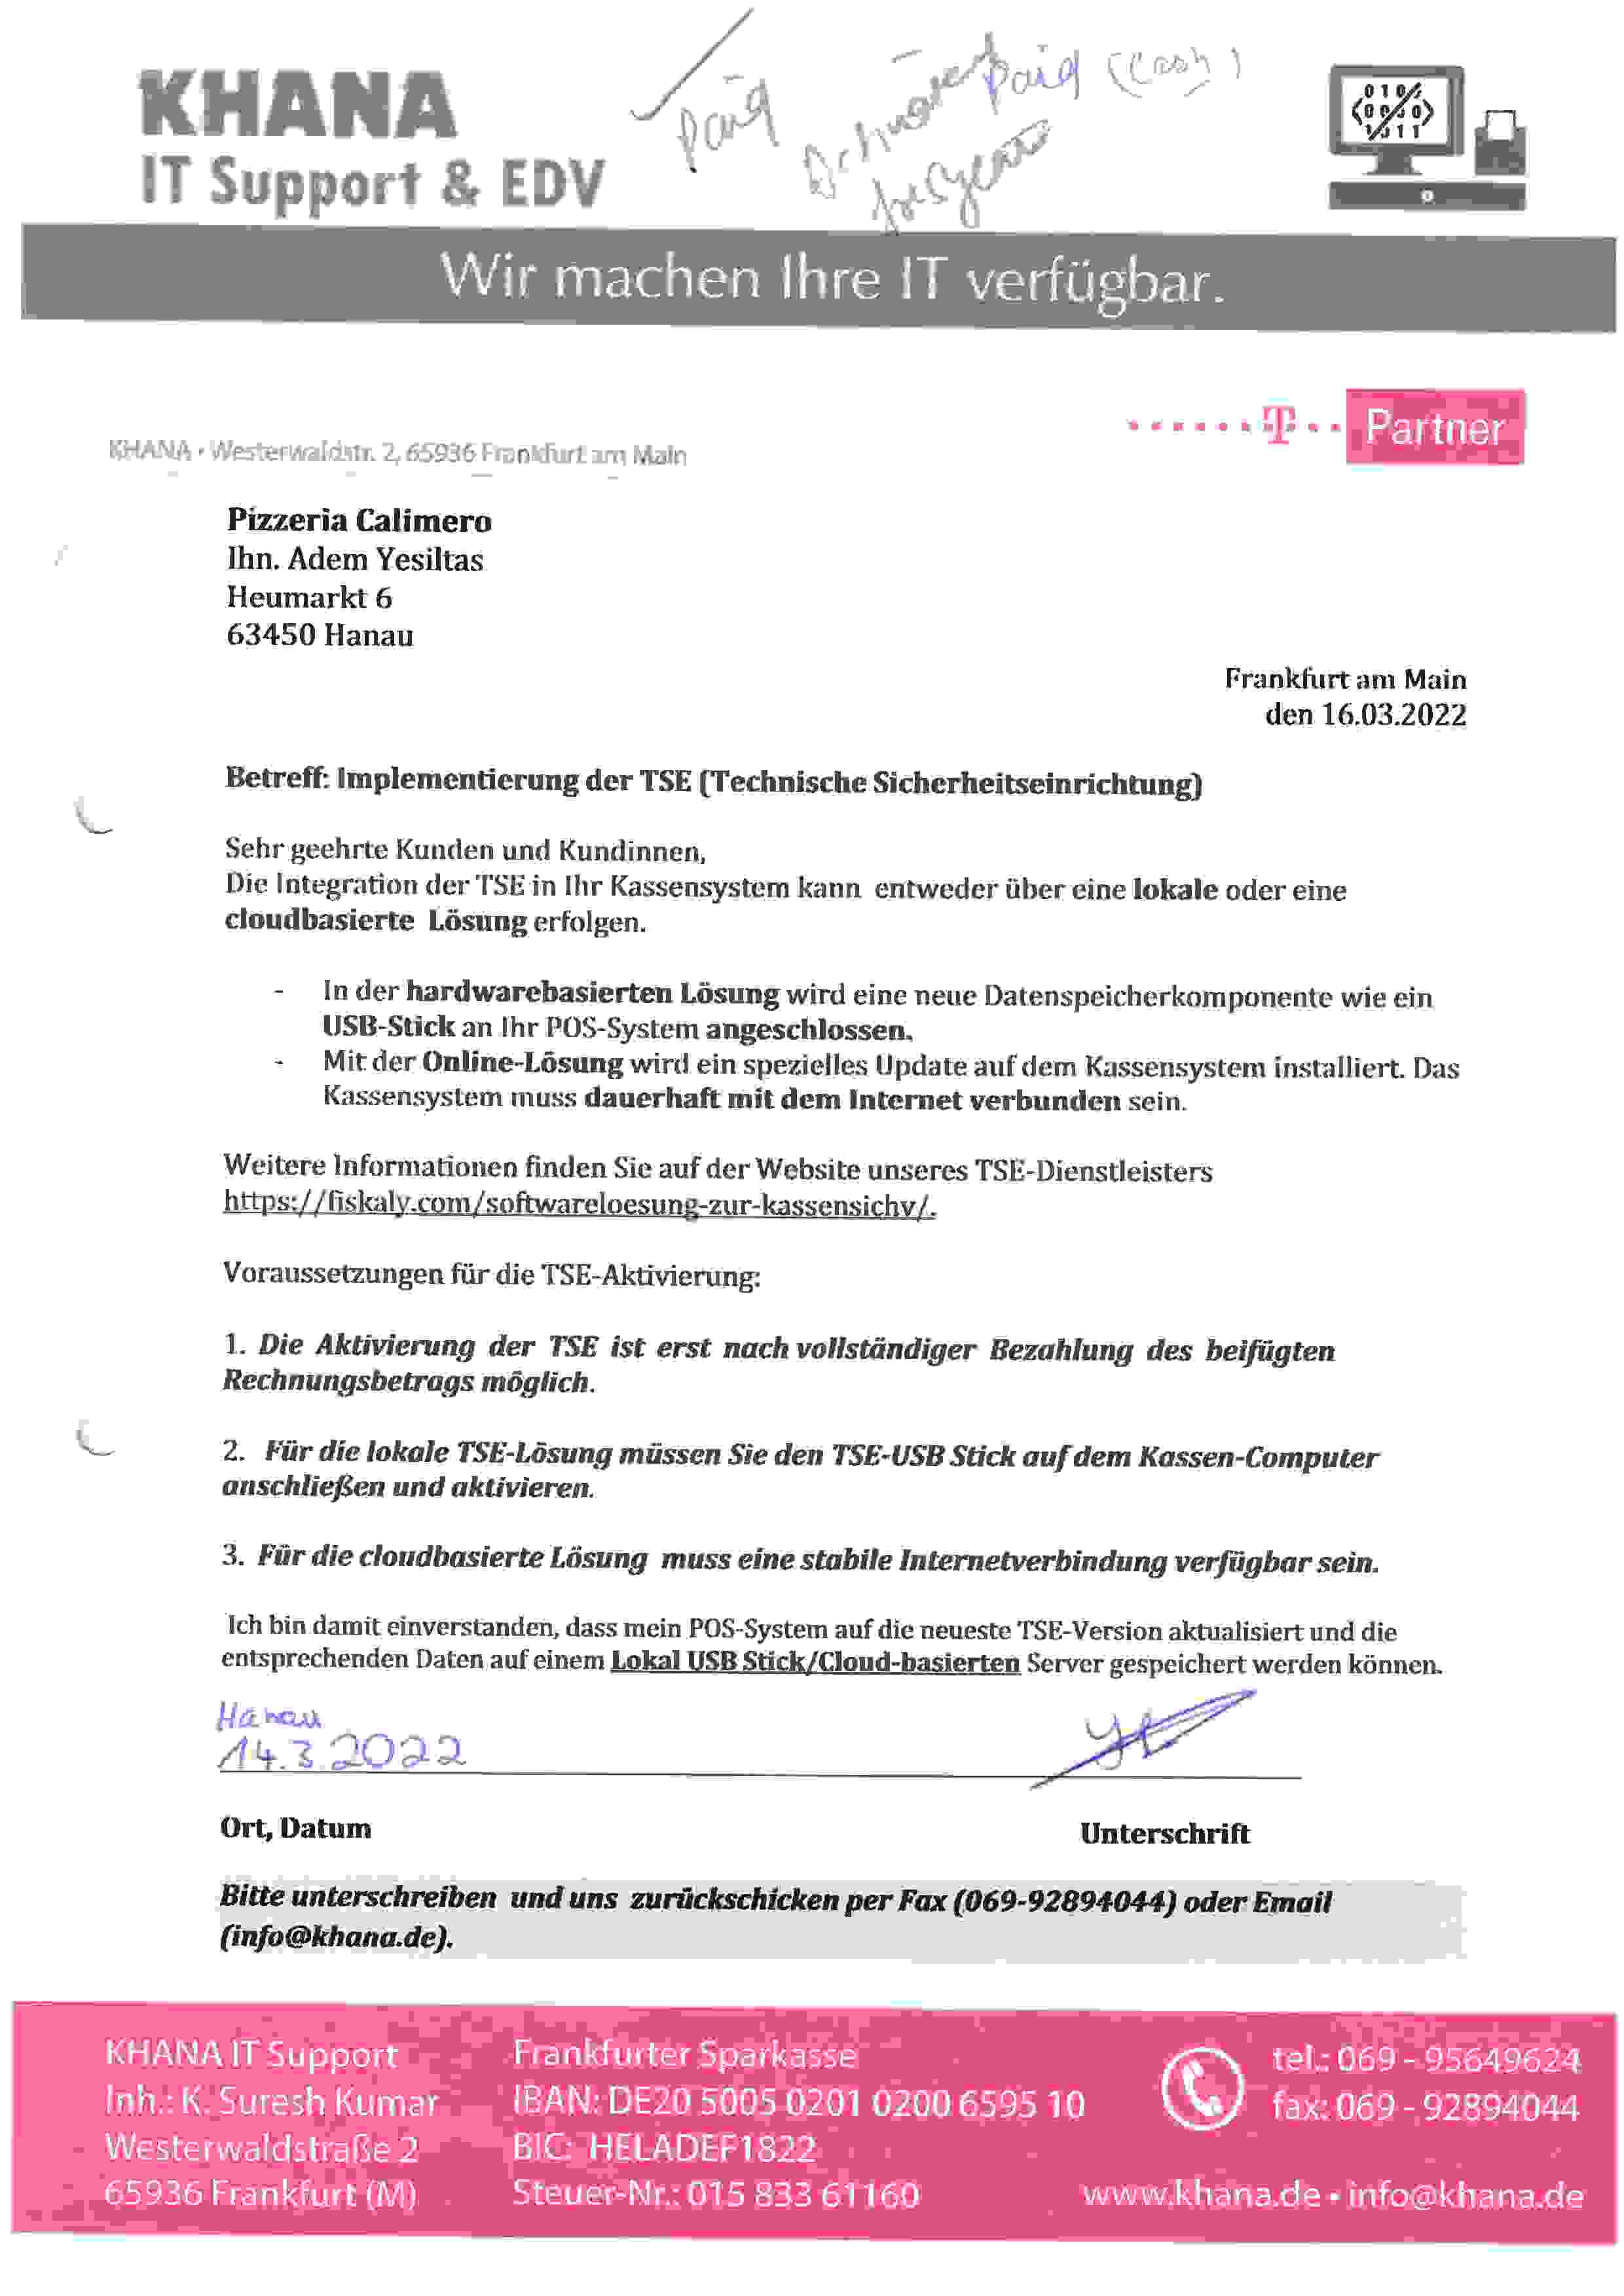 KHANA
IT Support & EDV
Paid
Paid (Cash)
Wir machen Ihre IT verfügbar.
T Partner
KHANA • Westerwaldstr. 2, 65936 Frankfurt am Main
Pizzeria Calimero
Ihn. Adem Yesiltas
Heumarkt 6
63450 Hanau
Frankfurt am Main
den 16.03.2022
Betreff: Implementierung der TSE (Technische Sicherheitseinrichtung)
Sehr geehrte Kunden und Kundinnen,
Die Integration der TSE in Ihr Kassensystem kann entweder über eine lokale oder eine
cloudbasierte Lösung erfolgen.
- In der hardwarebasierten Lösung wird eine neue Datenspeicherkomponente wie ein
USB-Stick an Ihr POS-System angeschlossen.
- Mit der Online-Lösung wird ein spezielles Update auf dem Kassensystem installiert. Das
Kassensystem muss dauerhaft mit dem Internet verbunden sein.
Weitere Informationen finden Sie auf der Website unseres TSE-Dienstleisters
https://fiskaly.com/softwareloesung-zur-kassensichv/.
Voraussetzungen für die TSE-Aktivierung:
1. Die Aktivierung der TSE ist erst nach vollständiger Bezahlung des beifügten
Rechnungsbetrags möglich.
2. Für die lokale TSE-Lösung müssen Sie den TSE-USB Stick auf dem Kassen-Computer
anschließen und aktivieren.
3. Für die cloudbasierte Lösung muss eine stabile Internetverbindung verfügbar sein.
Ich bin damit einverstanden, dass mein POS-System auf die neueste TSE-Version aktualisiert und die
entsprechenden Daten auf einem Lokal USB Stick/Cloud-basierten Server gespeichert werden können.
Hanau
14.3.2022
Ort, Datum
Unterschrift
Bitte unterschreiben und uns zurückschicken per Fax (069-92894044) oder Email
(info@khana.de).
KHANA IT Support
Inh.: K. Suresh Kumar
Westerwaldstraße 2
65936 Frankfurt (M)
Frankfurter Sparkasse
IBAN: DE20 5005 0201 0200 6595 10
BIC: HELADEF1822
Steuer-Nr.: 015 833 61160
tel.: 069 - 95649624
fax: 069 - 92894044
www.khana.de • info@khana.de